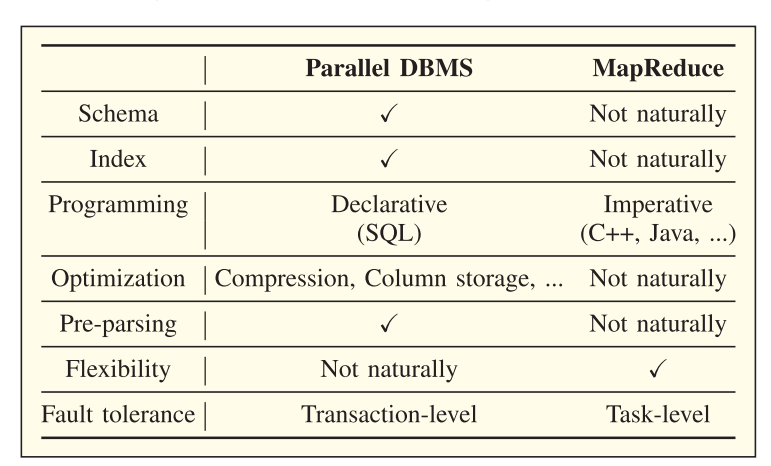 Parallel DBMS MapReduce
Schema ✓ Not naturally
Index ✓ Not naturally
Programming Declarative Imperative
(SQL) (C++, Java, ...)
Optimization Compression, Column storage, ... Not naturally
Pre-parsing ✓ Not naturally
Flexibility Not naturally ✓
Fault tolerance Transaction-level Task-level